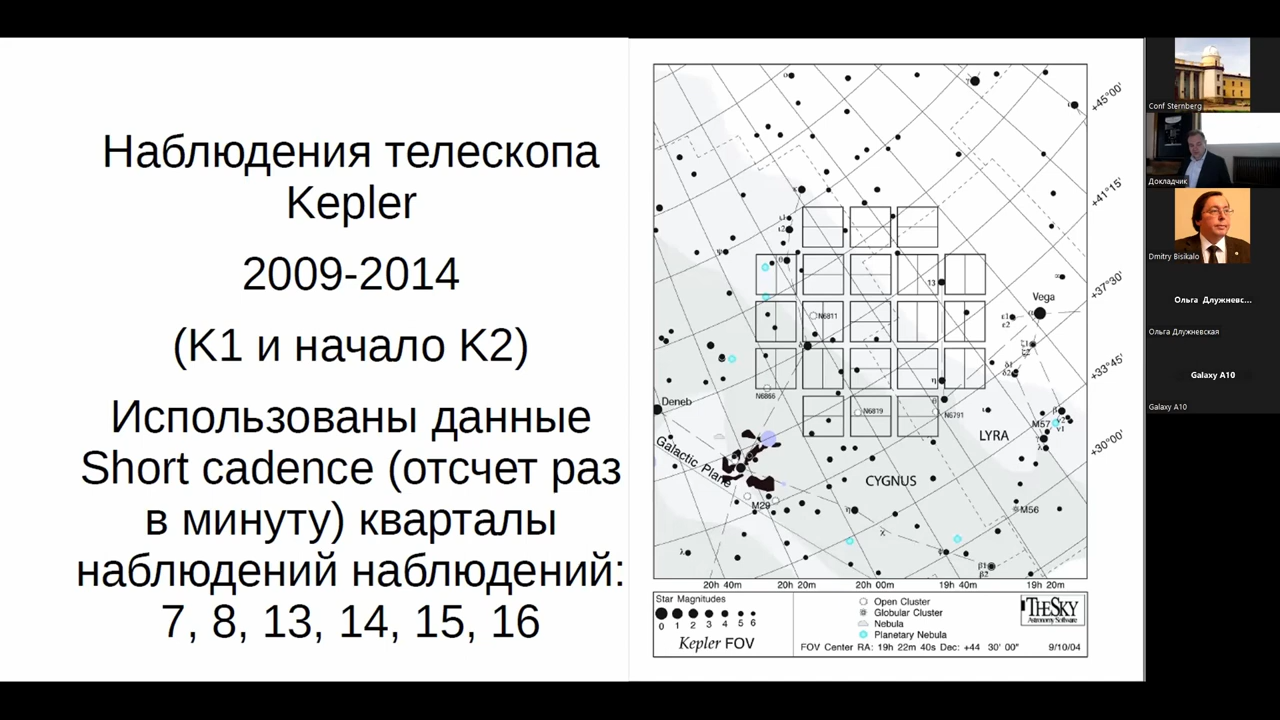 Наблюдения телескопа
Kepler
2009-2014
(K1 и начало K2)
Использованы данные
Short cadence (отсчет раз
в минуту) кварталы
наблюдений наблюдений:
7, 8, 13, 14, 15, 16
+45°00'
+41°15'
+37°30'
+33°45'
+30°00'
13
Vega
N6811
N6866
N6819
N6791
Deneb
Galactic Plane
M29
LYRA
CYGNUS
M57
M56
20h 40m
20h 20m
20h 00m
19h 40m
19h 20m
Star Magnitudes
0 1 2 3 4 5 6
Kepler FOV
Open Cluster
Globular Cluster
Nebula
Planetary Nebula
THESKY
Astronomy Software
FOV Center RA: 19h 22m 40s Dec: +44 30' 00"
9/10/04
Conf Sternberg
Докладчик
Dmitry Bisikalo
Ольга Длужневс...
Ольга Длужневская
Galaxy A10
Galaxy A10